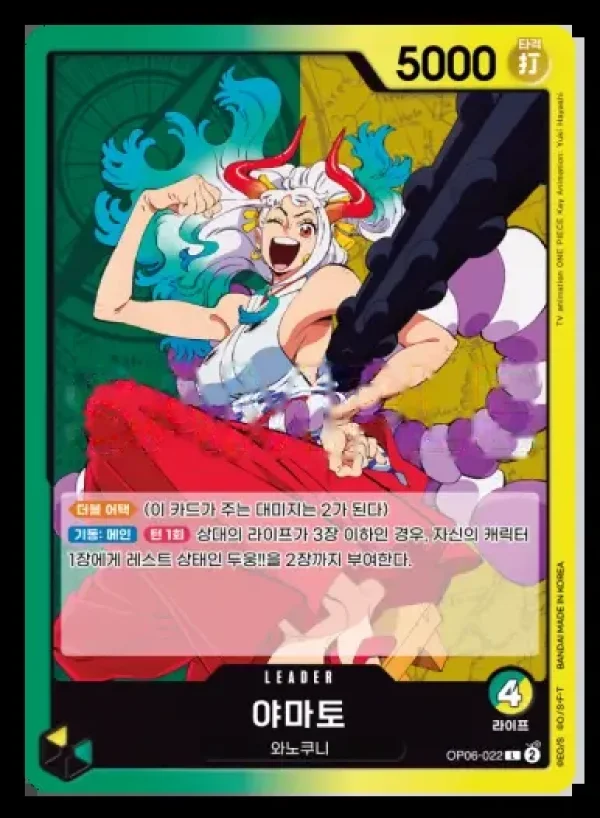 타격
5000 打
더블 어택 (이 카드가 주는 대미지는 2가 된다)
기동: 메인 턴 1회 상대의 라이프가 3장 이하인 경우, 자신의 캐릭터
1장에게 레스트 상태인 두웅!!을 2장까지 부여한다.
LEADER
야마토
와노쿠니
4
라이프
OP06-022 L 2
TV animation ONE PIECE Key Animation: Yuki Hayashi
BANDAI MADE IN KOREA
©EO/S ©O./S·F·T